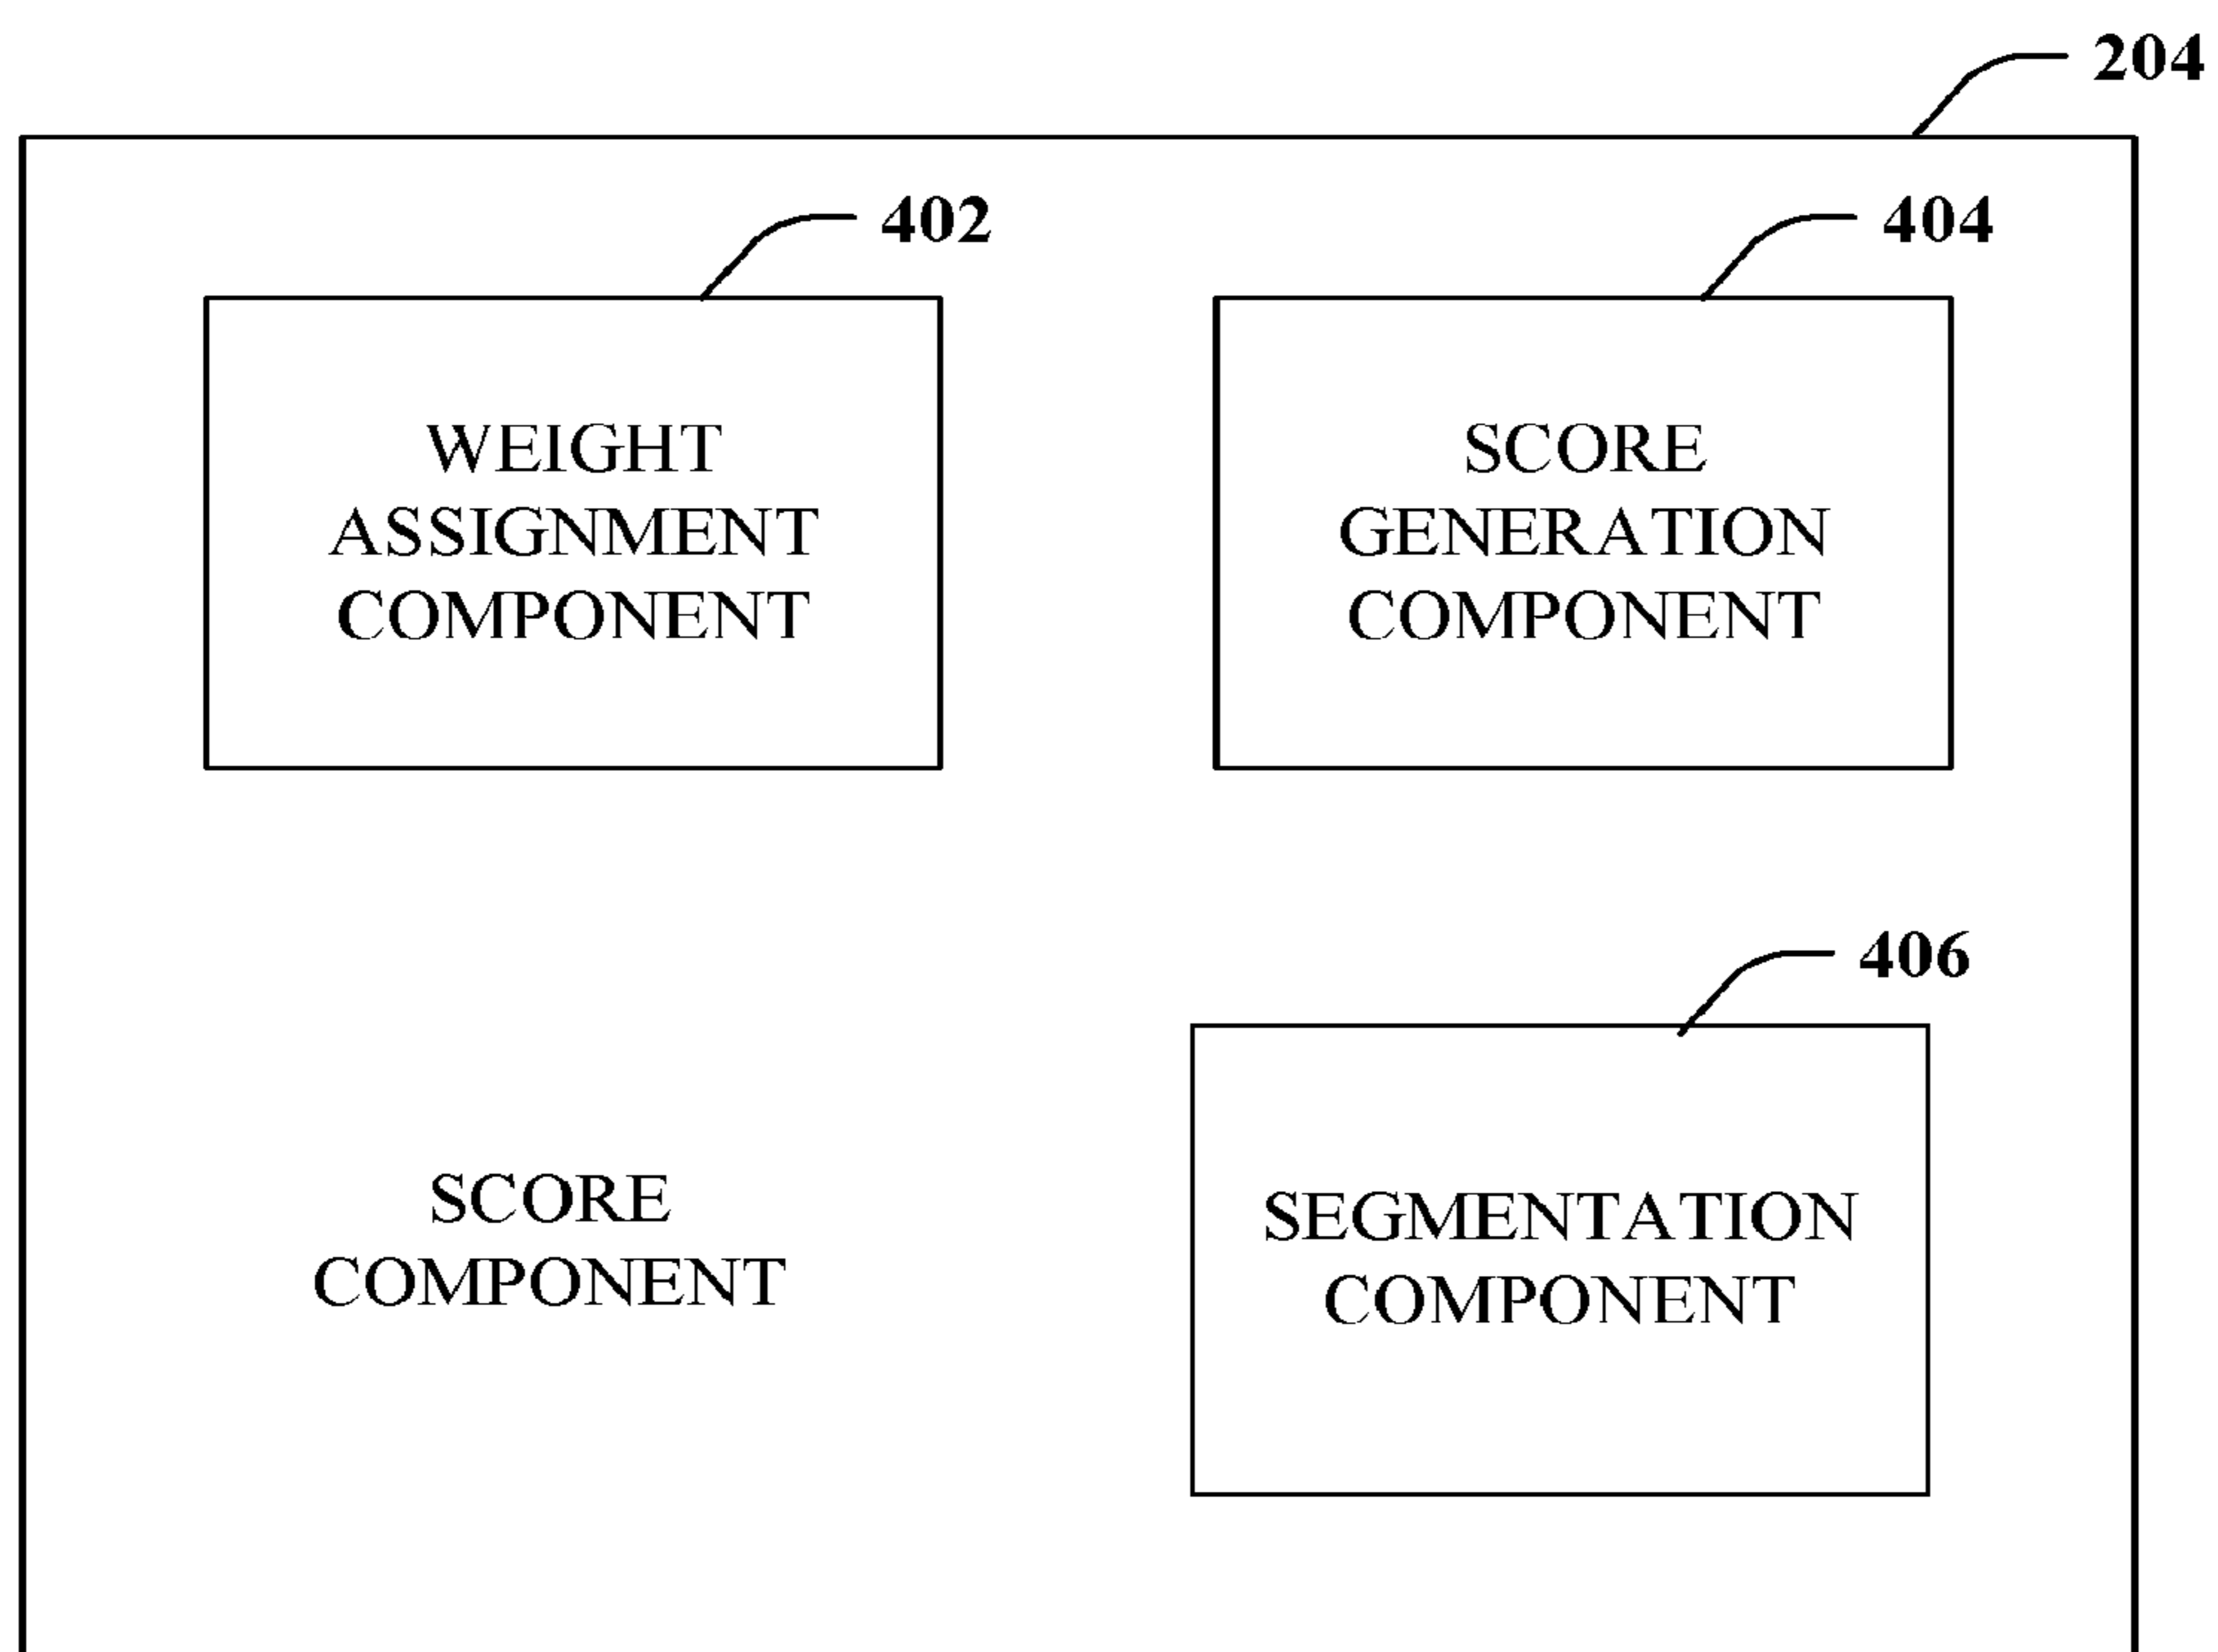 204
402
404
WEIGHT
ASSIGNMENT
COMPONENT
SCORE
GENERATION
COMPONENT
406
SCORE
COMPONENT
SEGMENTATION
COMPONENT